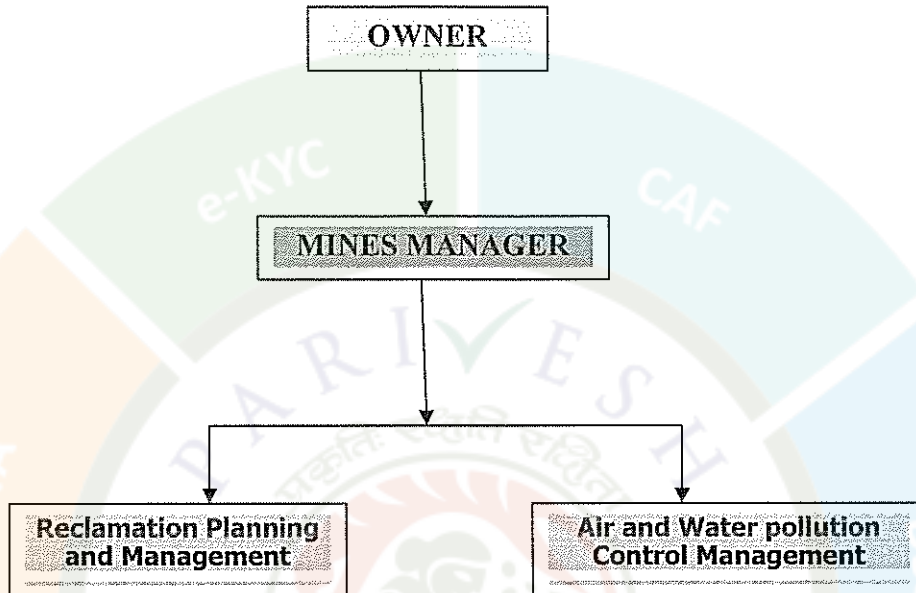 OWNER
e-KYC
CAF
MINES MANAGER
PARIVESH
Reclamation Planning
and Management
Air and Water pollution
Control Management